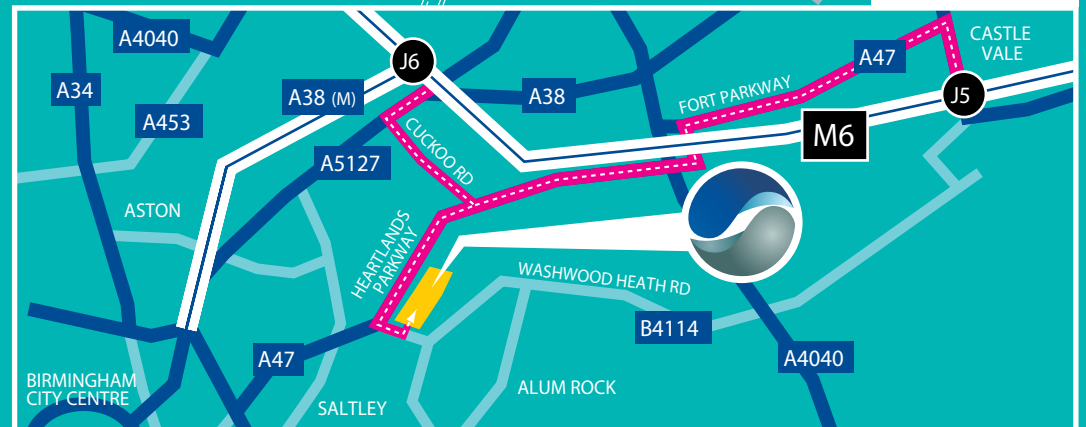 A4040
J6
A47
CASTLE
VALE
A34
A38 (M)
A38
FORT PARKWAY
J5
A453
CUCKOO RD
M6
A5127
ASTON
HEARTLANDS
PARKWAY
WASHWOOD HEATH RD
B4114
A47
A4040
BIRMINGHAM
CITY CENTRE
ALUM ROCK
SALTLEY